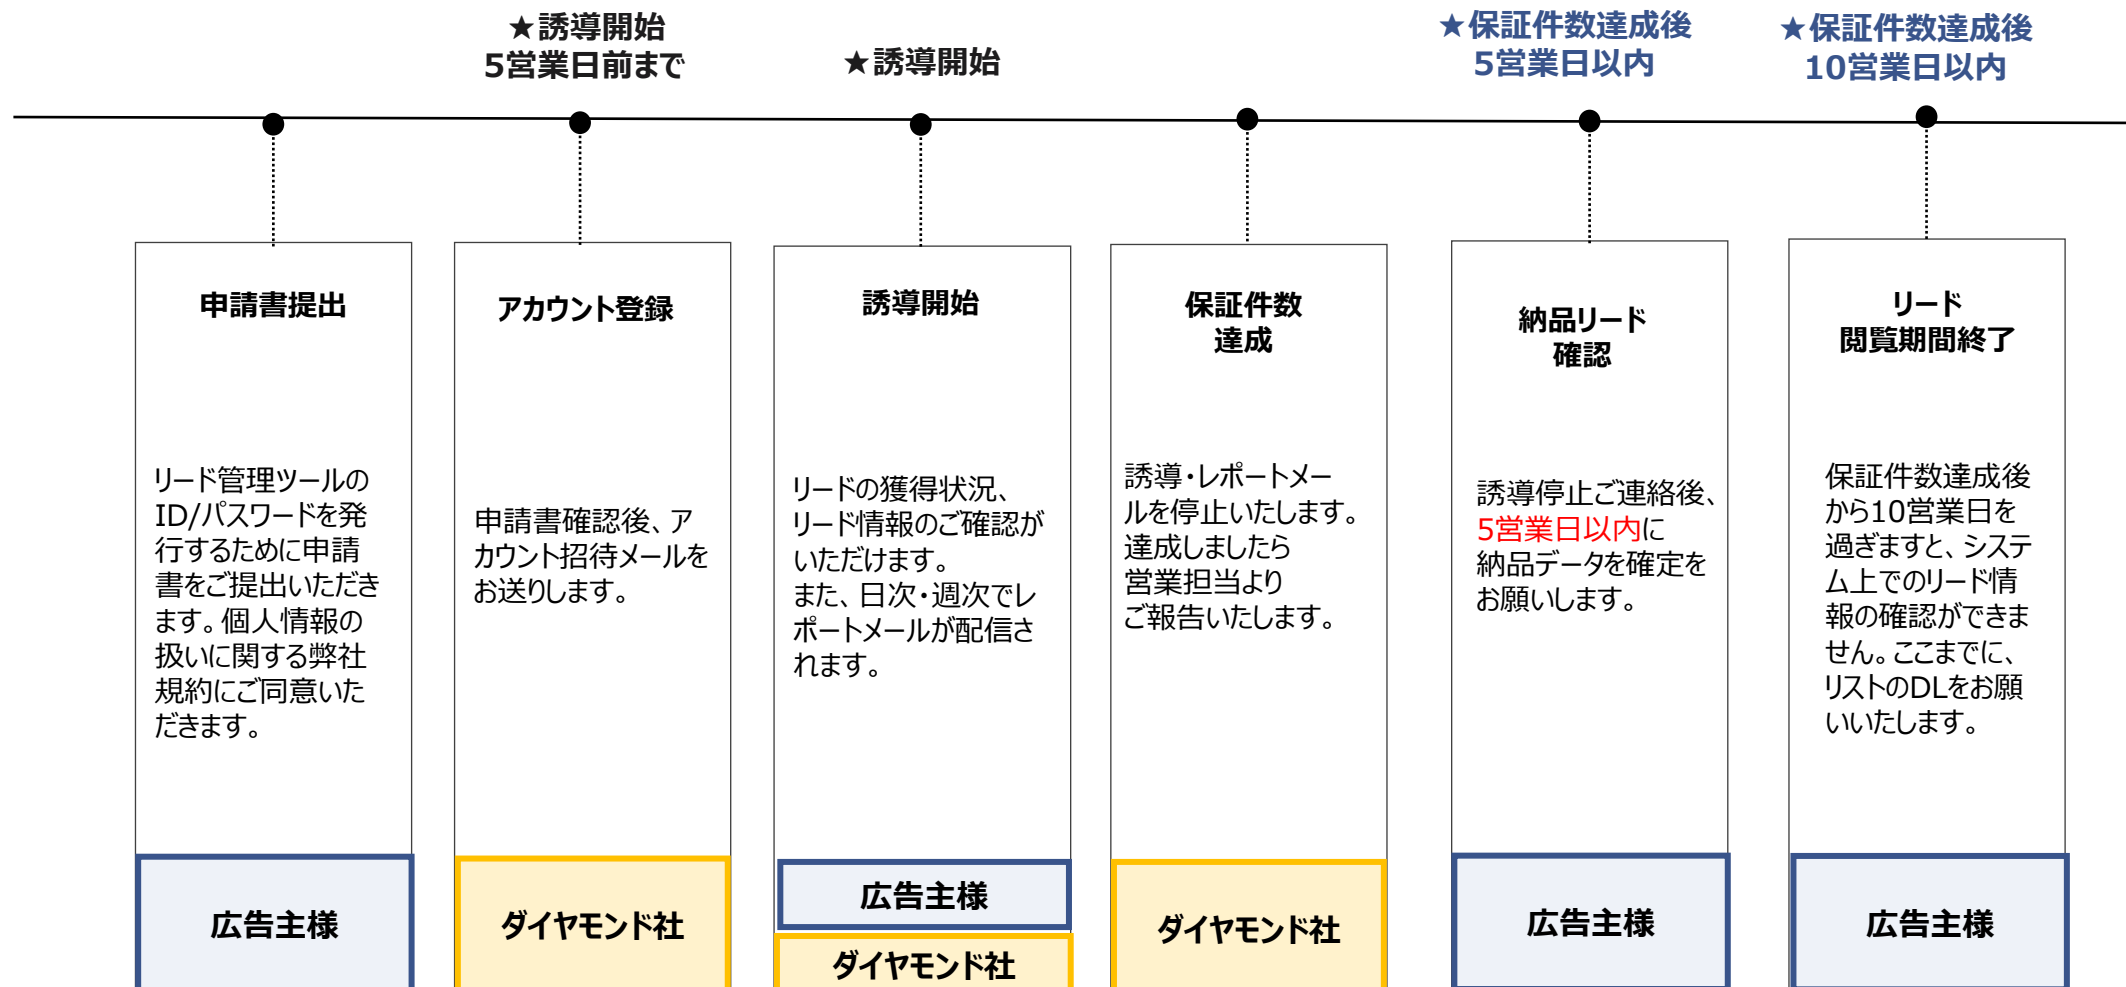 ★誘導開始
5営業日前まで
★誘導開始
★保証件数達成後
5営業日以内
★保証件数達成後
10営業日以内
申請書提出
リード管理ツールの
ID/パスワードを発
行するために申請
書をご提出いただき
ます。個人情報の
扱いに関する弊社
規約にご同意いた
だきます。
広告主様
アカウント登録
申請書確認後、ア
カウント招待メールを
お送りします。
ダイヤモンド社
誘導開始
リードの獲得状況、
リード情報のご確認が
いただけます。
また、日次・週次でレ
ポートメールが配信さ
れます。
広告主様
ダイヤモンド社
保証件数
達成
誘導・レポートメー
ルを停止いたします。
達成しましたら
営業担当より
ご報告いたします。
ダイヤモンド社
納品リード
確認
誘導停止ご連絡後、
5営業日以内に
納品データを確定を
お願いします。
広告主様
リード
閲覧期間終了
保証件数達成後
から10営業日を
過ぎますと、システ
ム上でのリード情
報の確認ができま
せん。ここまでに、
リストのDLをお願
いいたします。
広告主様